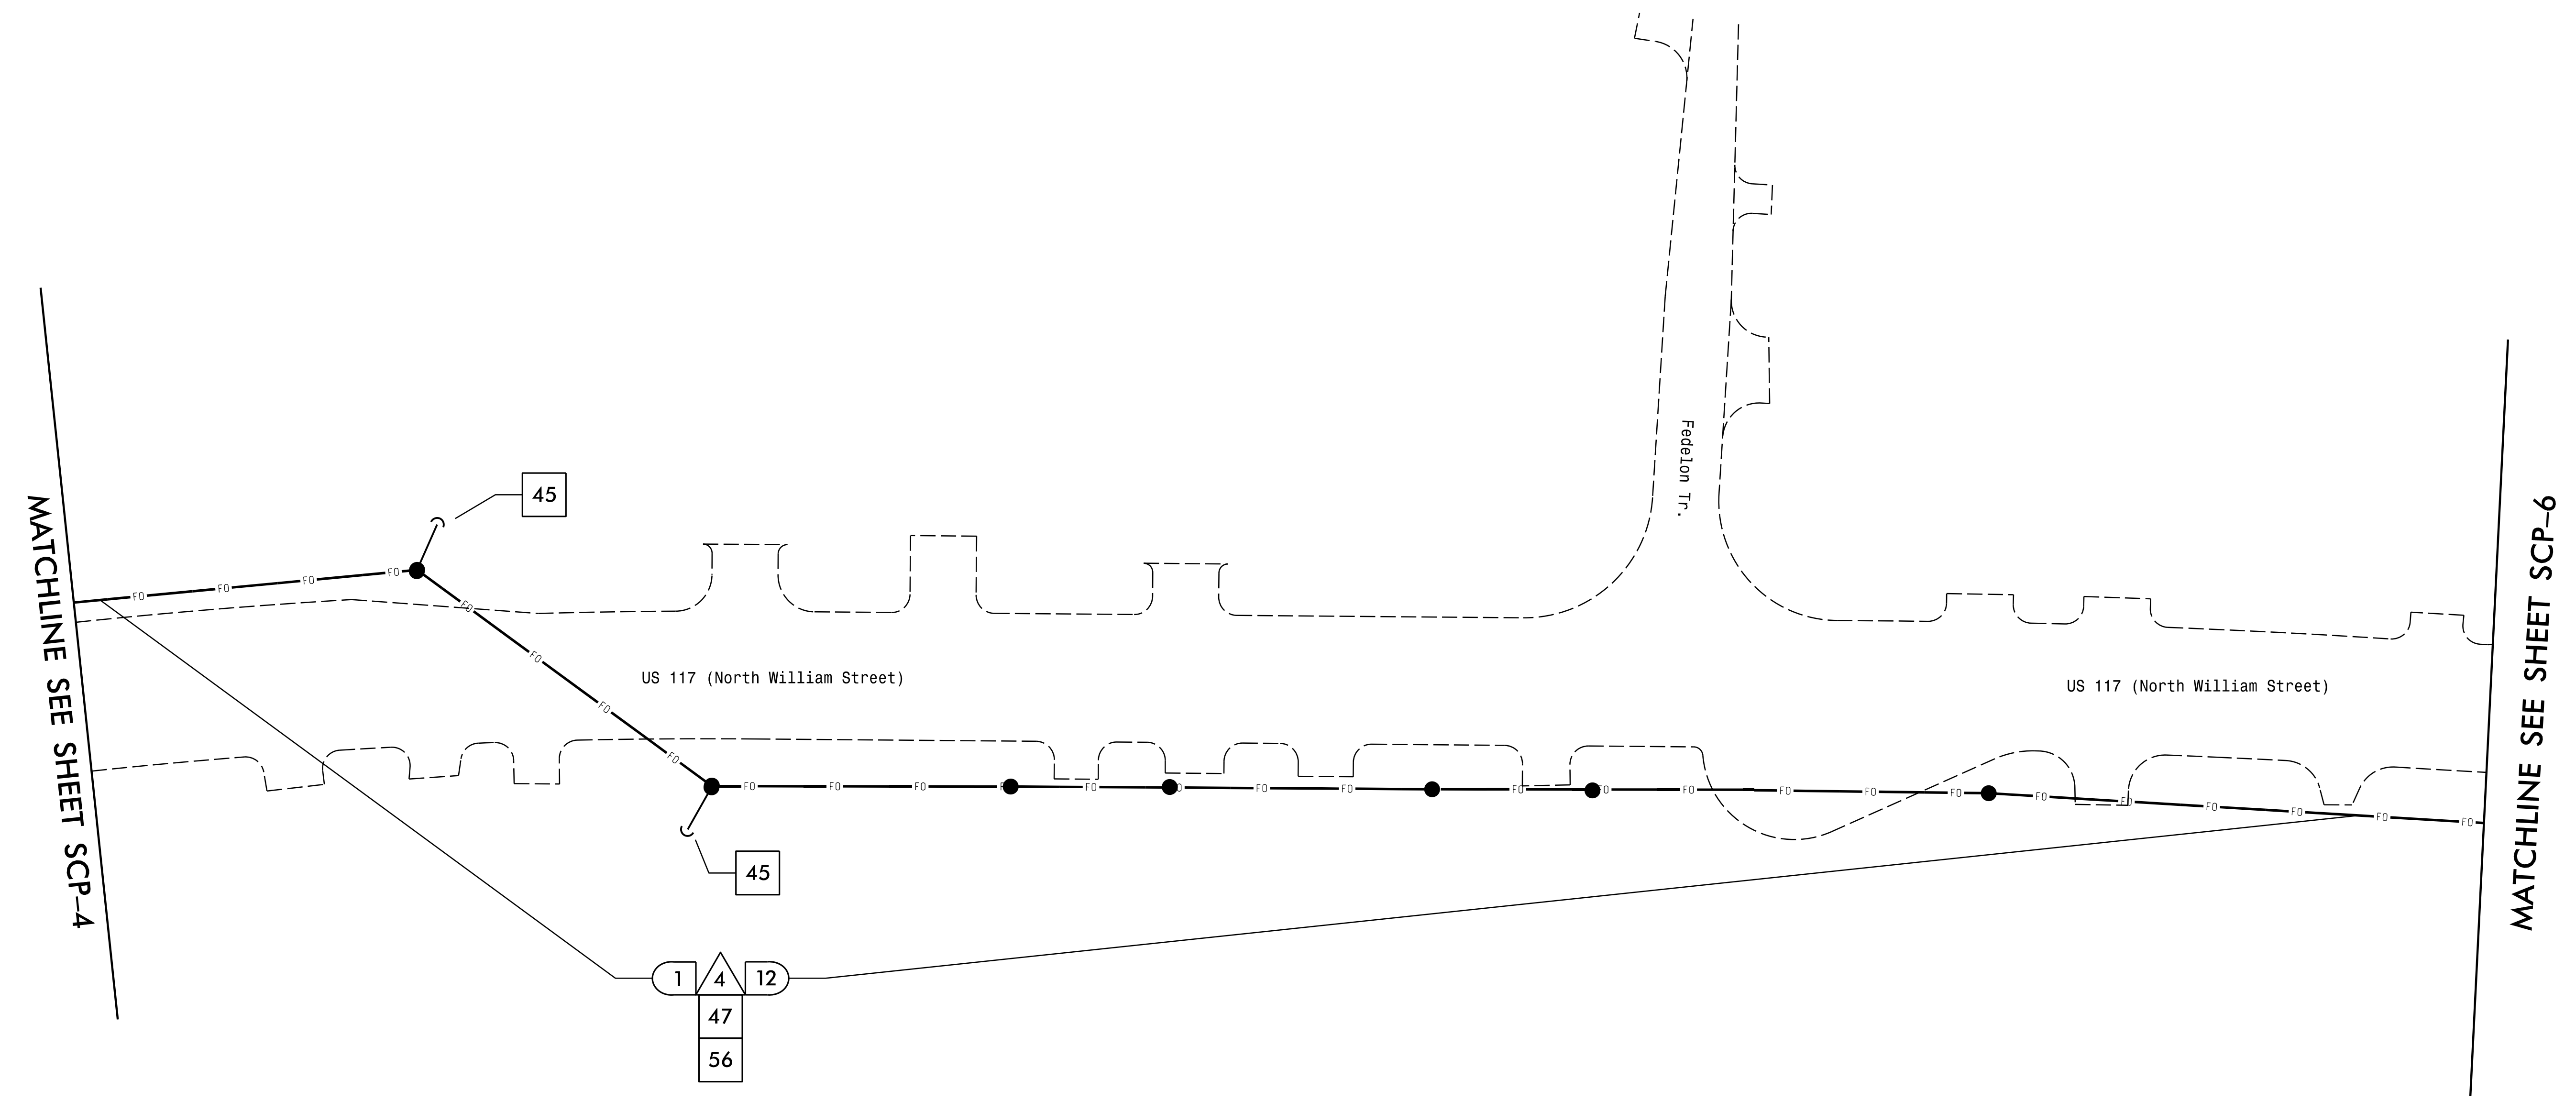 Fedelon Tr.
45
MATCHLINE SEE SHEET SCP-4
MATCHLINE SEE SHEET SCP-6
FO FO FO FO
FO
FO
FO
FO
US 117 (North William Street)
US 117 (North William Street)
FO FO FO F FO O FO FO FO FO FO FO FO FO FO FO FO FO FO FO
45
1 4 12
47
56